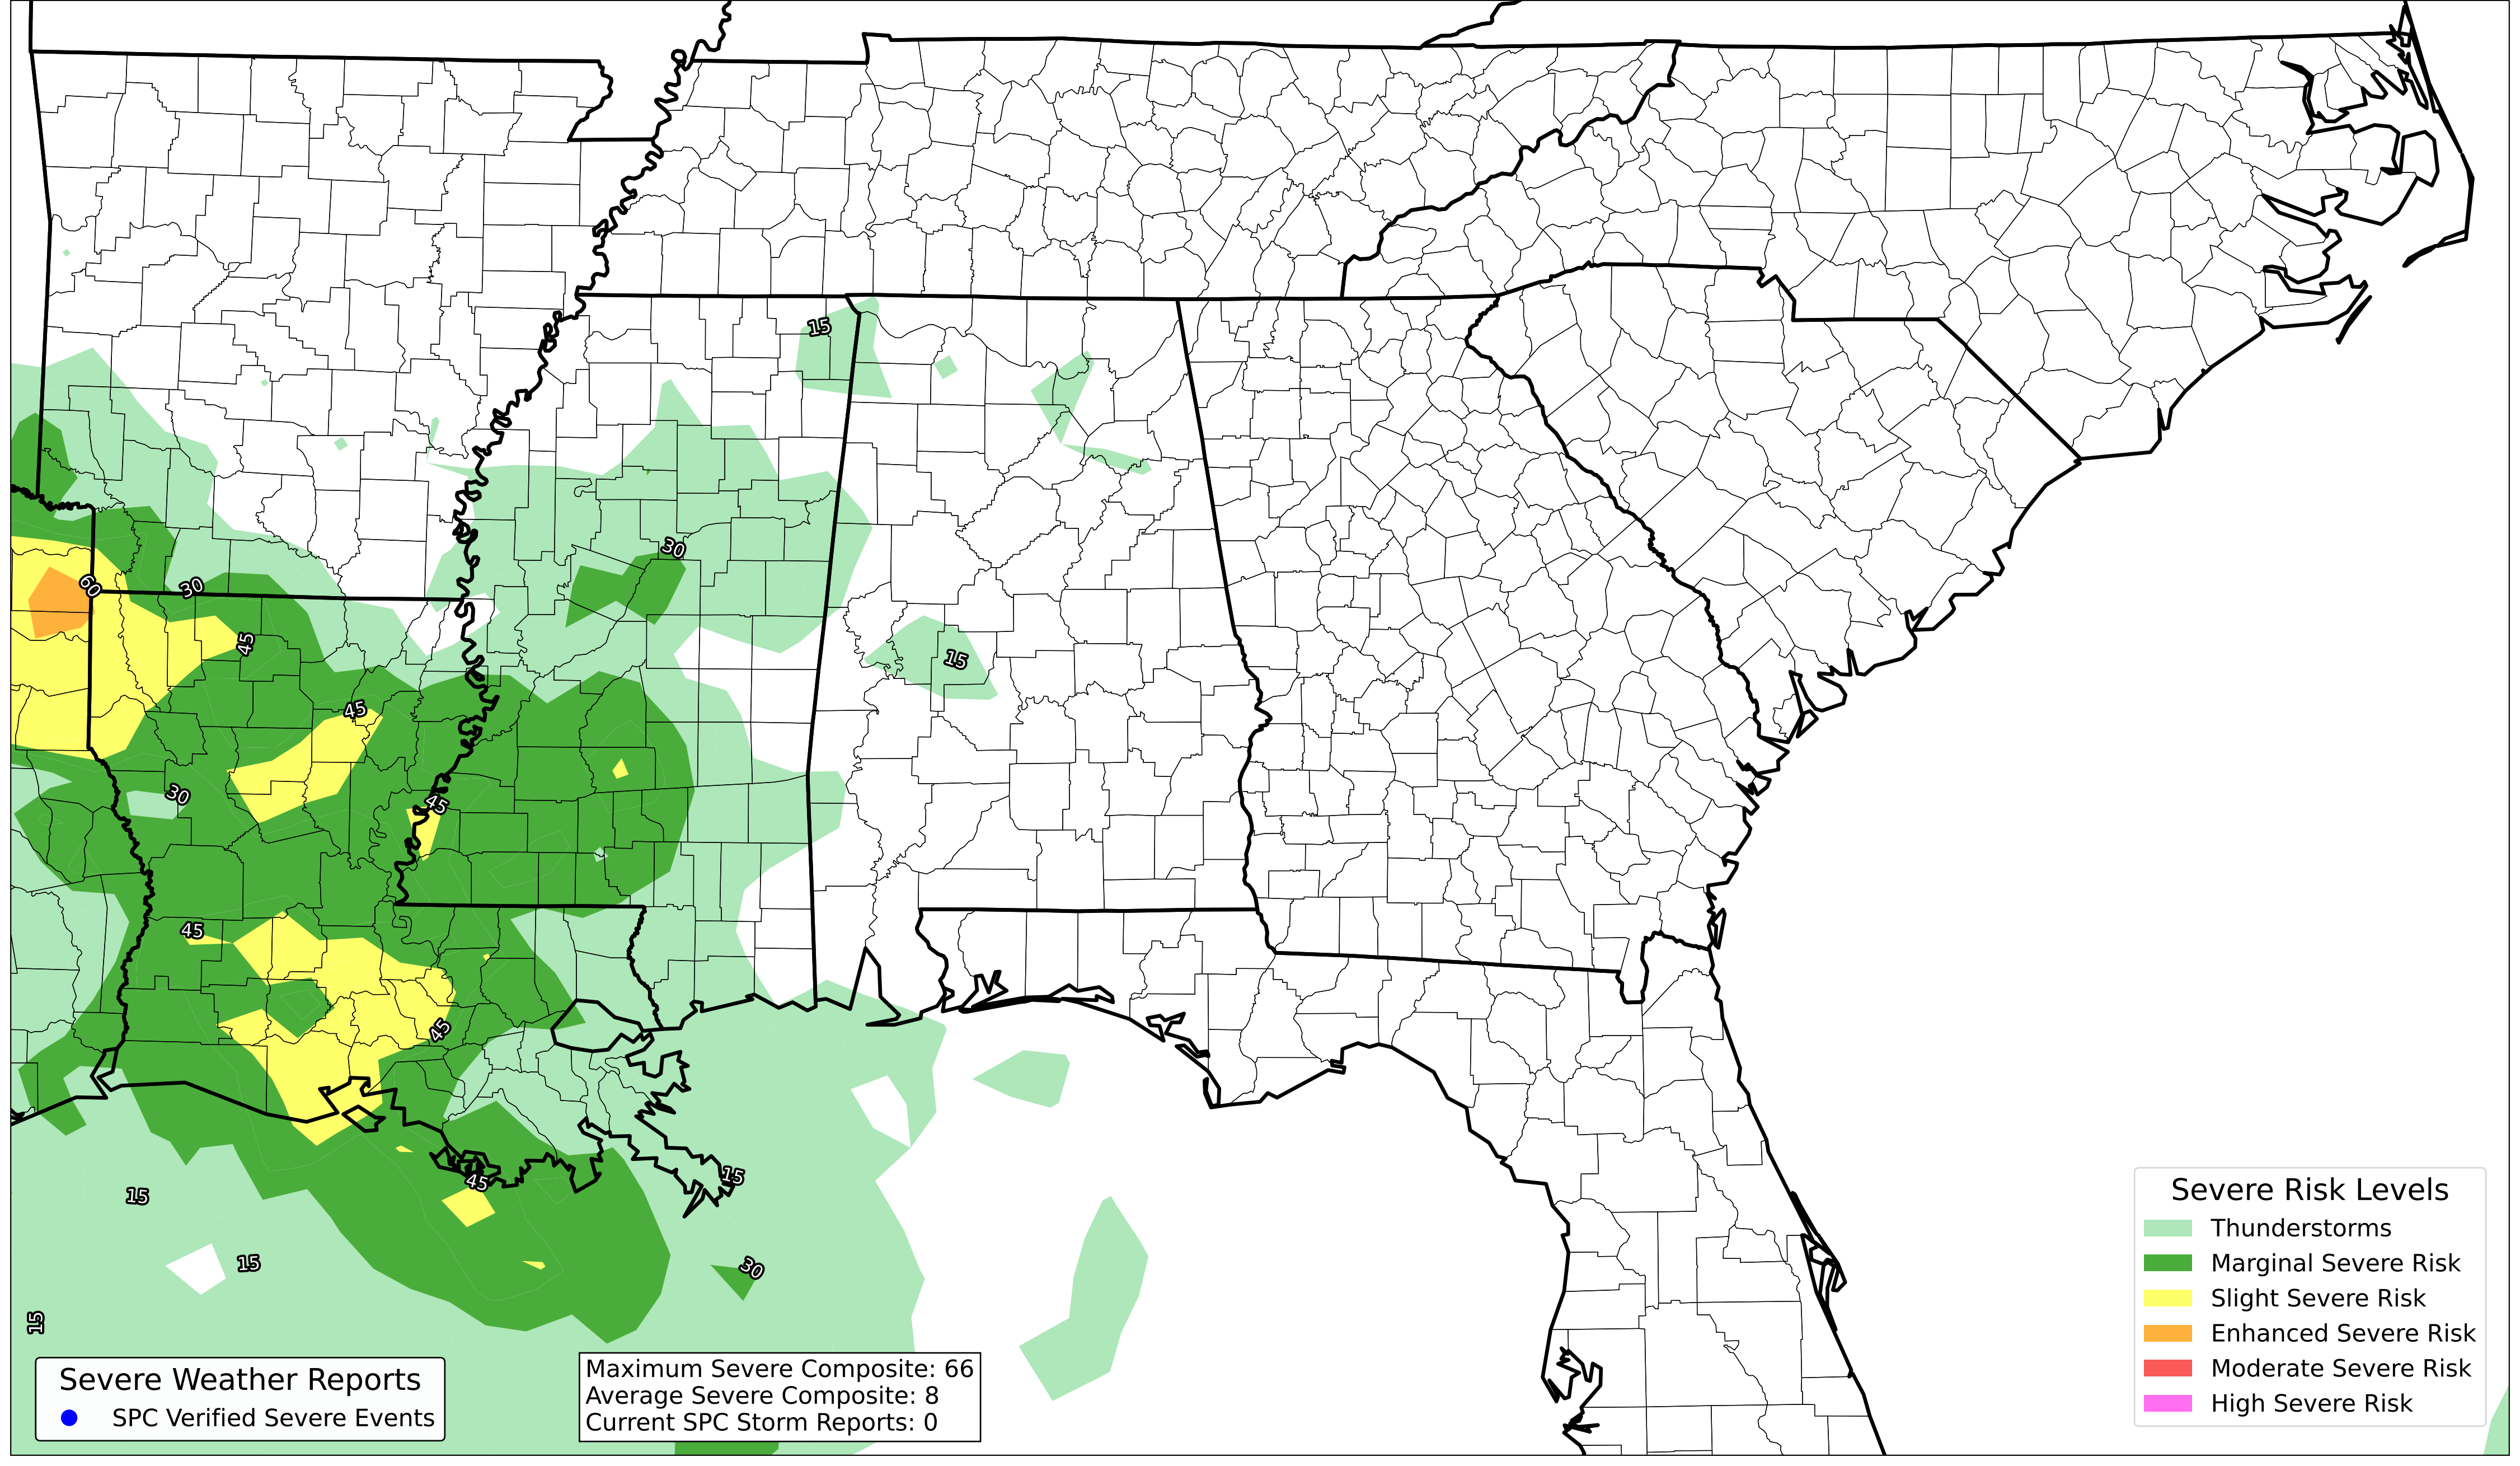 15
30
60
30
45
15
45
30
45
45
45
45
15
15
30
15
15
Severe Risk Levels
Thunderstorms
Marginal Severe Risk
Slight Severe Risk
Enhanced Severe Risk
Moderate Severe Risk
High Severe Risk
Severe Weather Reports
SPC Verified Severe Events
Maximum Severe Composite: 66
Average Severe Composite: 8
Current SPC Storm Reports: 0